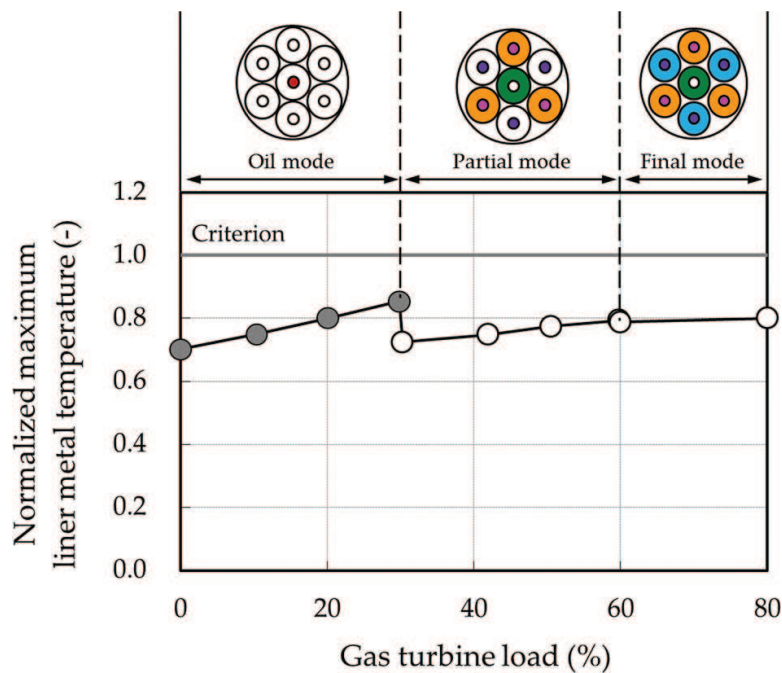 Oil mode
Partial mode
Final mode
Normalized maximum
liner metal temperature (-)
1.2
1.0
0.8
0.6
0.4
0.2
0.0
Criterion
0
20
40
60
80
Gas turbine load (%)